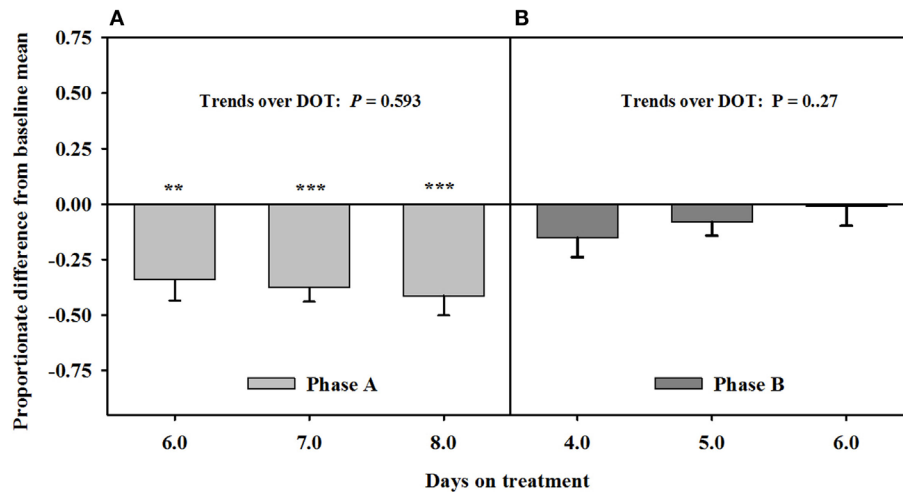 A
B
Proportionate difference from baseline mean
0.75
0.50
0.25
0.00
-0.25
-0.50
-0.75
Trends over DOT: P = 0.593
Trends over DOT: P = 0..27
**
***
***
Phase A
Phase B
6.0
7.0
8.0
4.0
5.0
6.0
Days on treatment